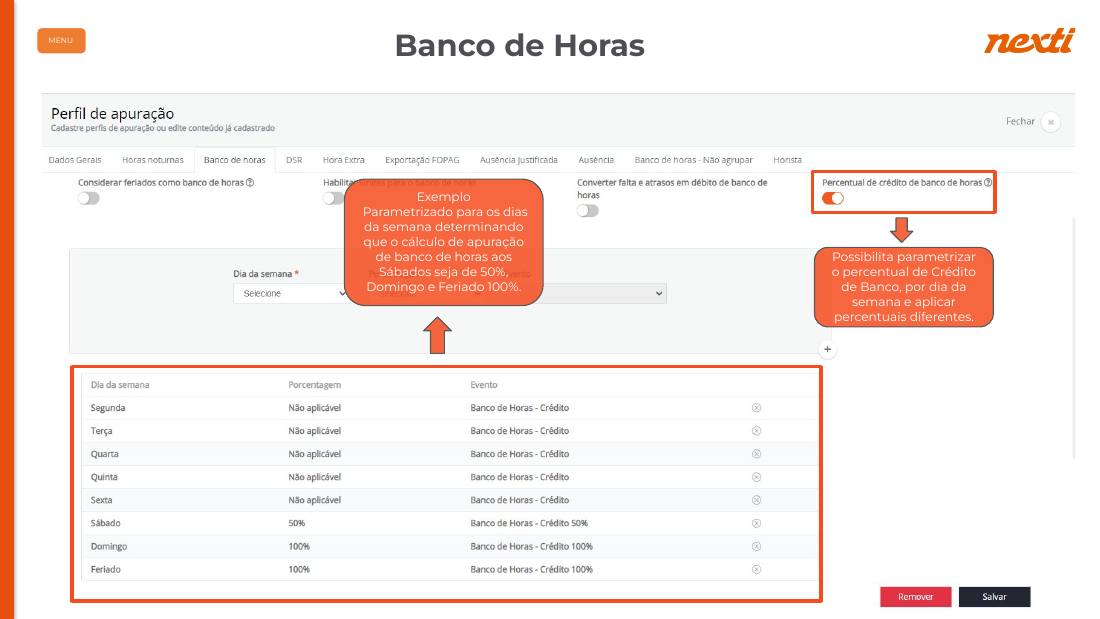 MENU
Banco de Horas
nexti
Perfil de apuração
Cadastre perfis de apuração ou edite conteúdo já cadastrado
Fechar
Dados Gerais Horas noturnas Banco de horas DSR Hora Extra Exportação FOPAG Ausência Justificada Ausência Banco de horas - Não agrupar Horista
Considerar feriados como banco de horas
Converter falta e atrasos em débito de banco de
horas
Percentual de crédito de banco de horas
Exemplo
Parametrizado para os dias
da semana determinando
que o cálculo de apuração
de banco de horas aos
Sábados seja de 50%,
Domingo e Feriado 100%.
Possibilita parametrizar
o percentual de Crédito
de Banco, por dia da
semana e aplicar
percentuais diferentes.
Dia da semana *
Selecione
+
Dia da semana Porcentagem Evento
Segunda Não aplicável Banco de Horas - Crédito
Terça Não aplicável Banco de Horas - Crédito
Quarta Não aplicável Banco de Horas - Crédito
Quinta Não aplicável Banco de Horas - Crédito
Sexta Não aplicável Banco de Horas - Crédito
Sábado 50% Banco de Horas - Crédito 50%
Domingo 100% Banco de Horas - Crédito 100%
Feriado 100% Banco de Horas - Crédito 100%
Remover Salvar